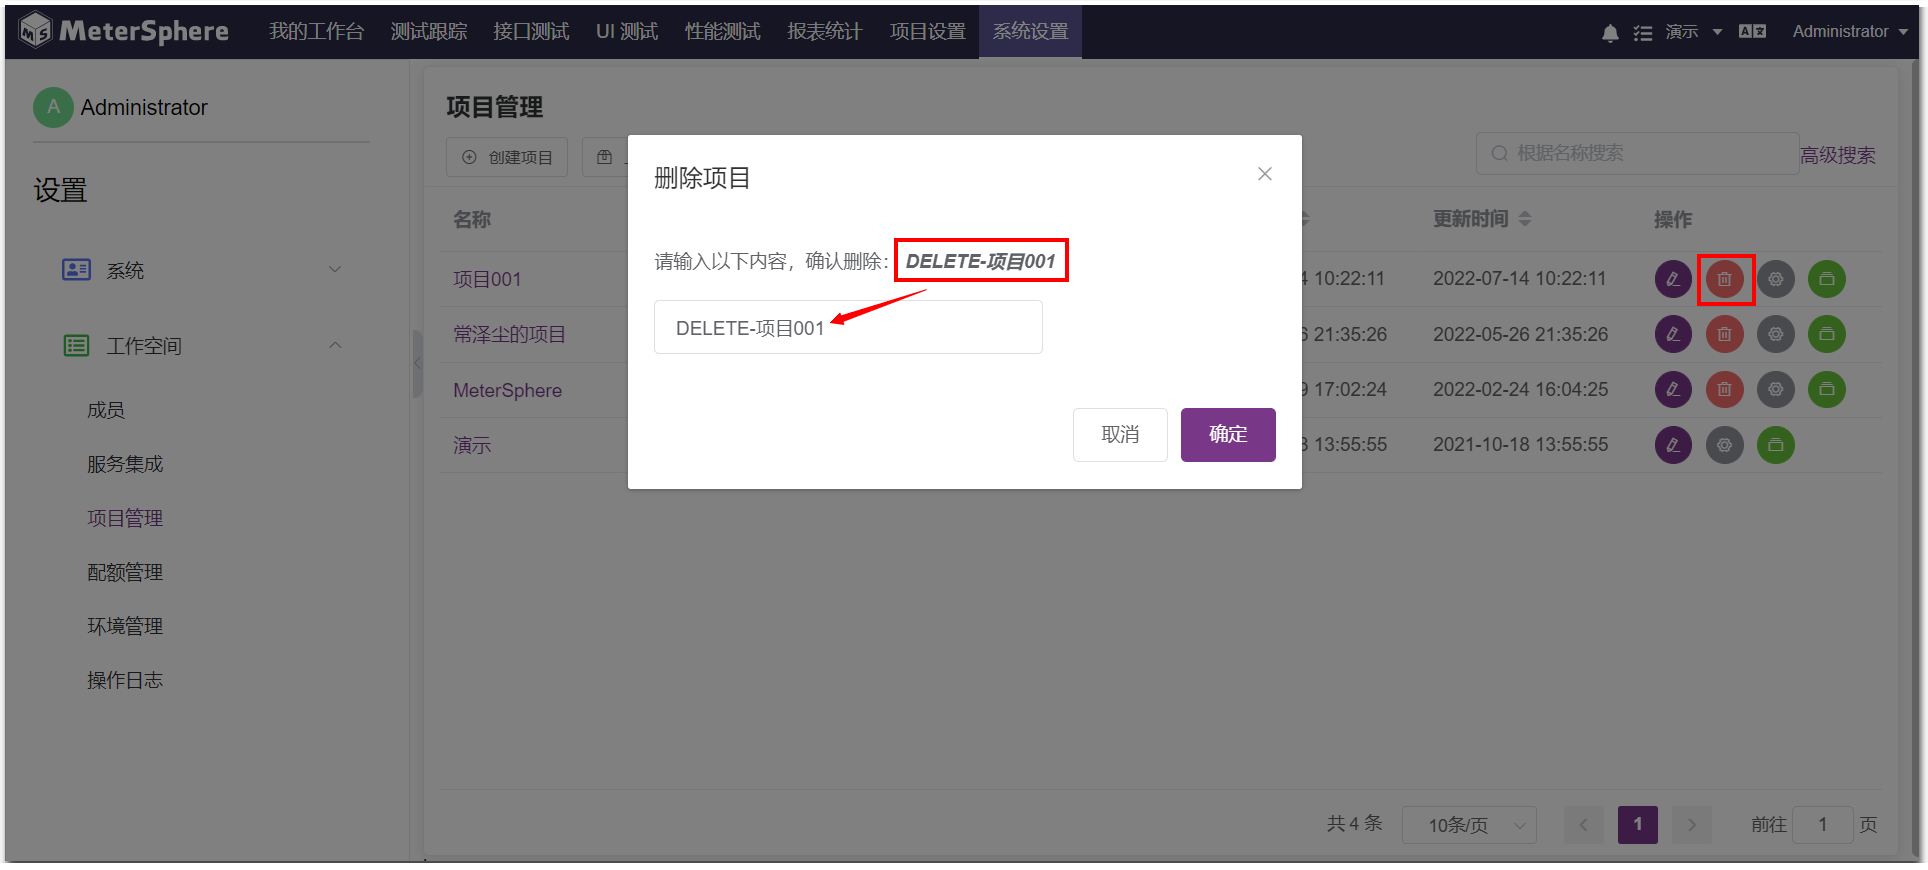 MeterSphere 我的工作台 测试跟踪 接口测试 UI 测试 性能测试 报表统计 项目设置 系统设置 演示 Administrator
A Administrator
设置
系统
工作空间
成员
服务集成
项目管理
配额管理
环境管理
操作日志
项目管理
创建项目
根据名称搜索 高级搜索
名称 更新时间 操作
项目001 10:22:11 2022-07-14 10:22:11
常泽尘的项目 21:35:26 2022-05-26 21:35:26
MeterSphere 17:02:24 2022-02-24 16:04:25
演示 13:55:55 2021-10-18 13:55:55
删除项目
请输入以下内容，确认删除: DELETE-项目001
DELETE-项目001
取消 确定
共 4 条 10条/页 1 前往 1 页